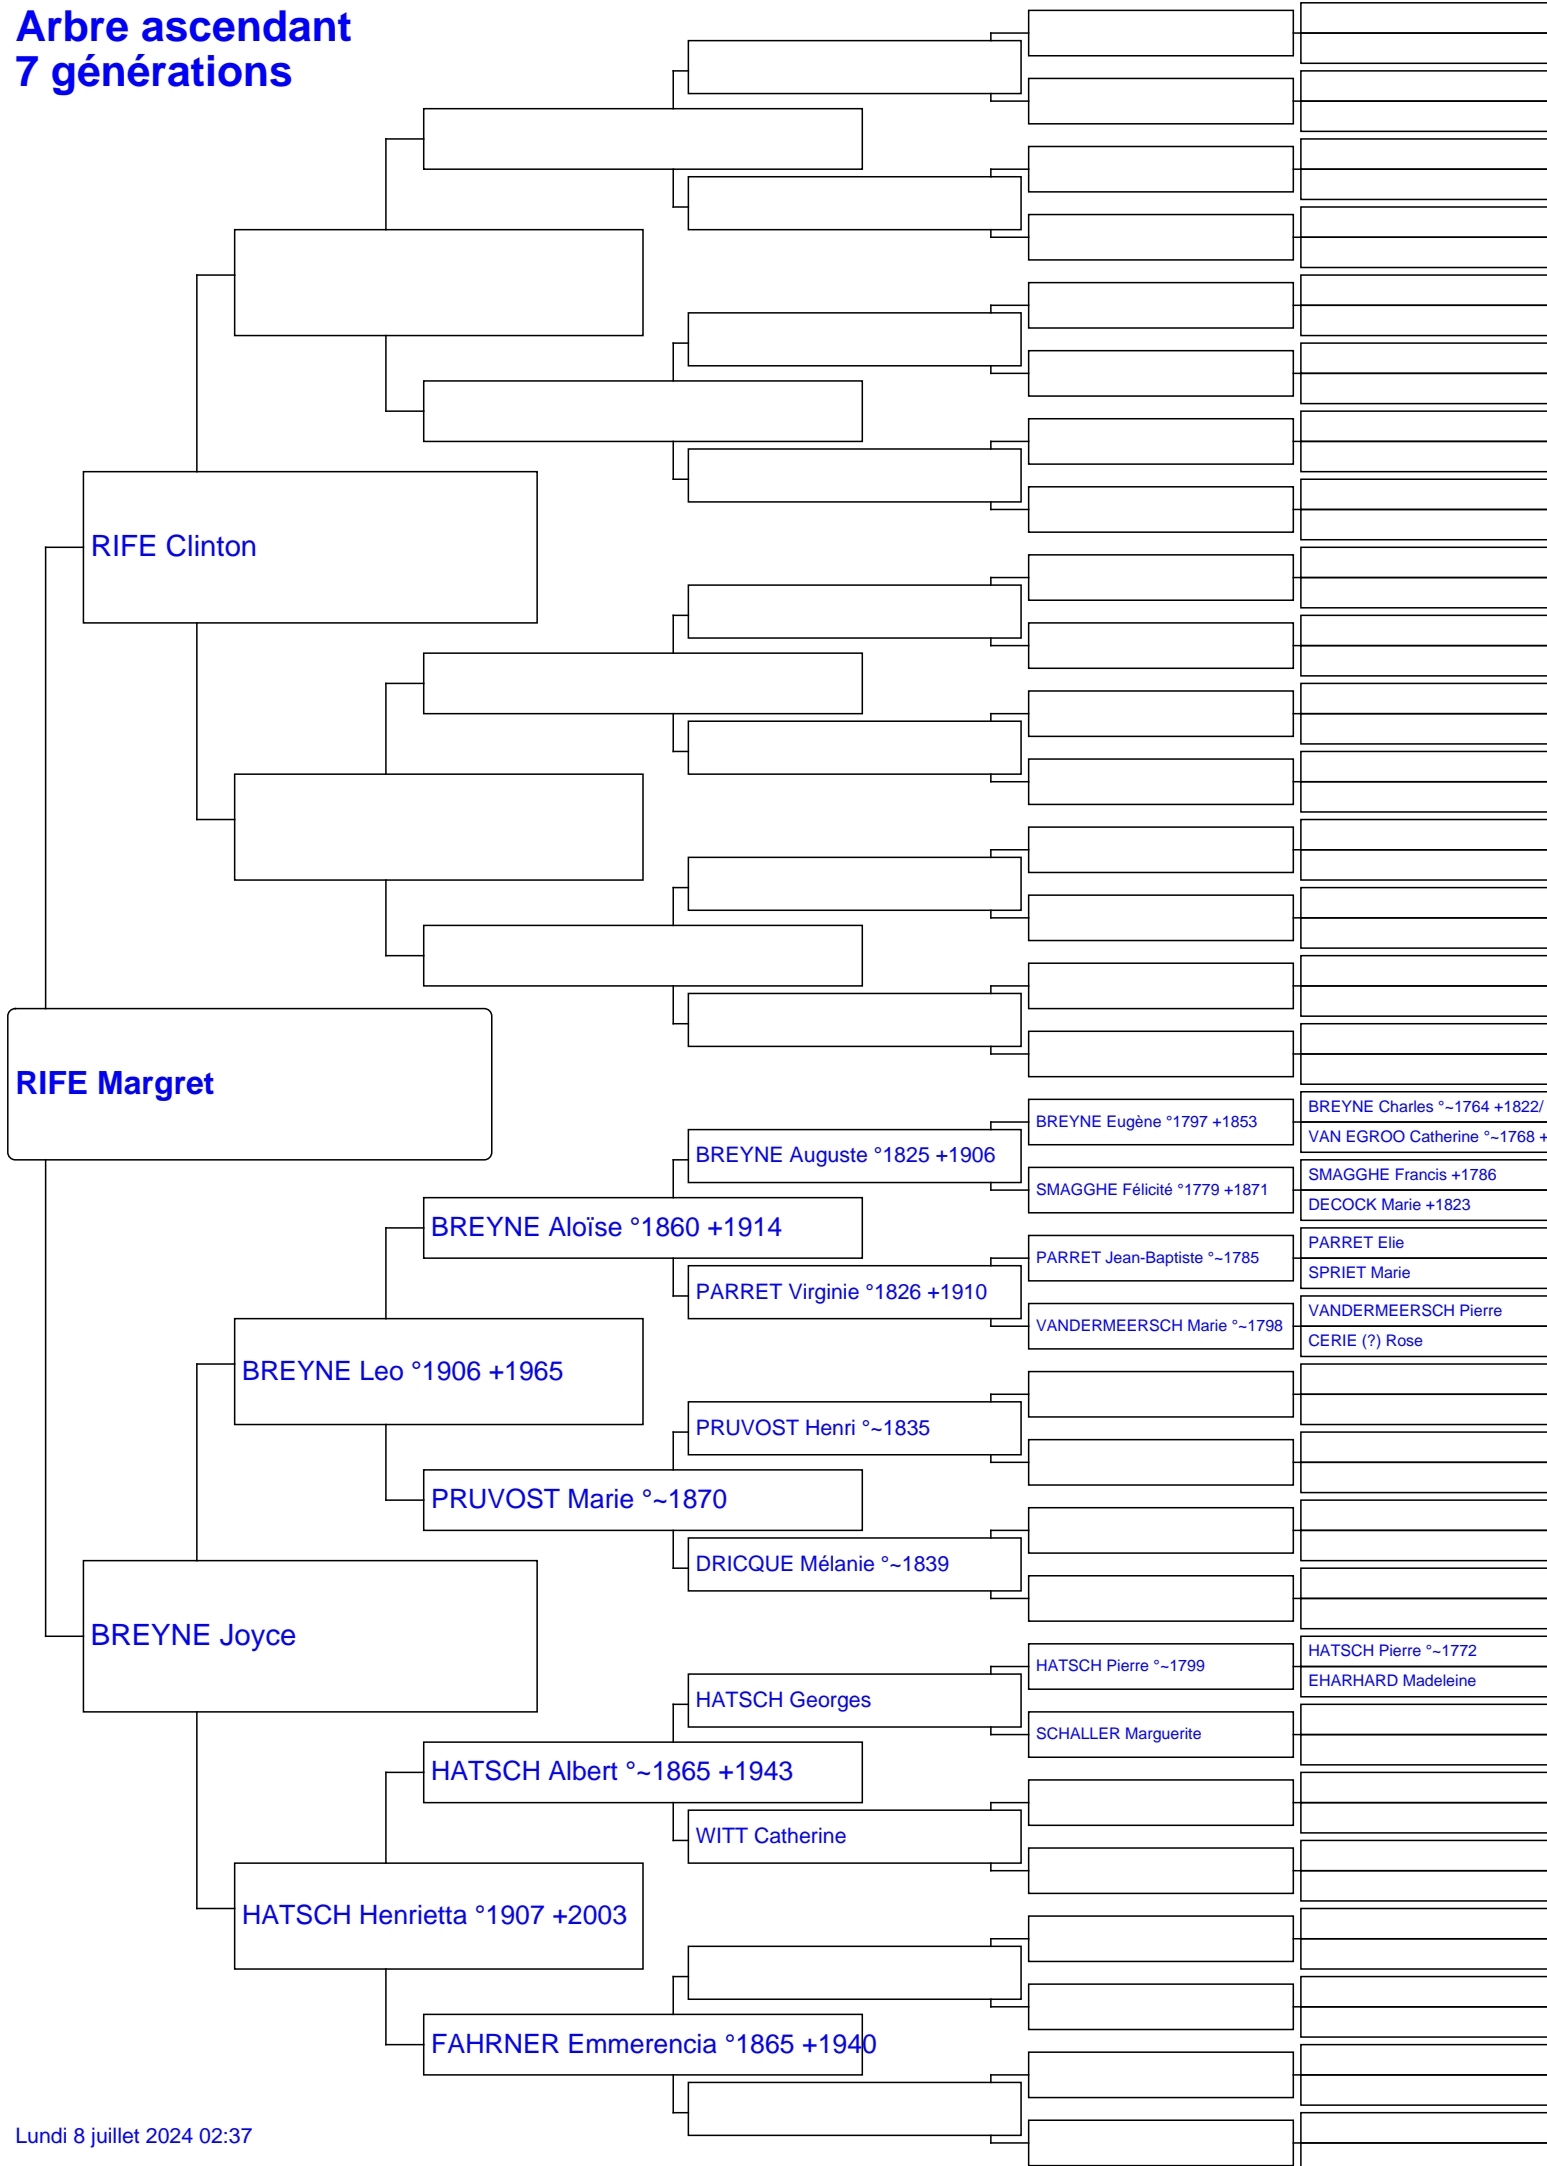 Arbre ascendant
7 générations
RIFE Clinton
RIFE Margret
BREYNE Charles °~1764 +1822/
BREYNE Eugène °1797 +1853
VAN EGROO Catherine °~1768 +
BREYNE Auguste °1825 +1906
SMAGGHE Francis +1786
SMAGGHE Félicité °1779 +1871
DECOCK Marie +1823
BREYNE Aloïse °1860 +1914
PARRET Elie
PARRET Jean-Baptiste °~1785
SPRIET Marie
PARRET Virginie °1826 +1910
VANDERMEERSCH Pierre
VANDERMEERSCH Marie °~1798
CERIE (?) Rose
BREYNE Leo °1906 +1965
PRUVOST Henri °~1835
PRUVOST Marie °~1870
DRICQUE Mélanie °~1839
BREYNE Joyce
HATSCH Pierre °~1772
HATSCH Pierre °~1799
EHARHARD Madeleine
HATSCH Georges
SCHALLER Marguerite
HATSCH Albert °~1865 +1943
WITT Catherine
HATSCH Henrietta °1907 +2003
FAHRNER Emmerencia °1865 +1940
Lundi 8 juillet 2024 02:37